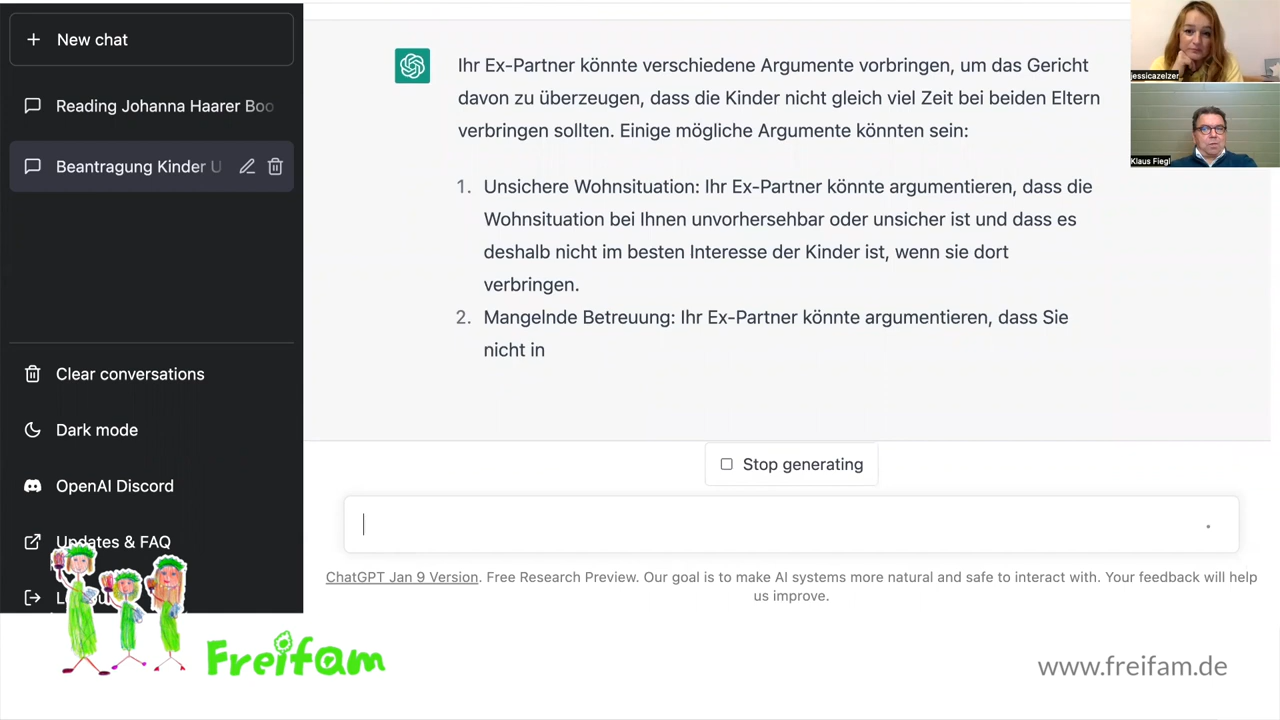 New chat
Reading Johanna Haarer Boo
Beantragung Kinder U
Clear conversations
Dark mode
OpenAI Discord
Updates & FAQ
Ihr Ex-Partner könnte verschiedene Argumente vorbringen, um das Gericht
davon zu überzeugen, dass die Kinder nicht gleich viel Zeit bei beiden Eltern
verbringen sollten. Einige mögliche Argumente könnten sein:
1. Unsichere Wohnsituation: Ihr Ex-Partner könnte argumentieren, dass die
Wohnsituation bei Ihnen unvorhersehbar oder unsicher ist und dass es
deshalb nicht im besten Interesse der Kinder ist, wenn sie dort
verbringen.
2. Mangelnde Betreuung: Ihr Ex-Partner könnte argumentieren, dass Sie
nicht in
Stop generating
ChatGPT Jan 9 Version. Free Research Preview. Our goal is to make AI systems more natural and safe to interact with. Your feedback will help
us improve.
jessicazelzer
Klaus Fiegl
Freifam
www.freifam.de